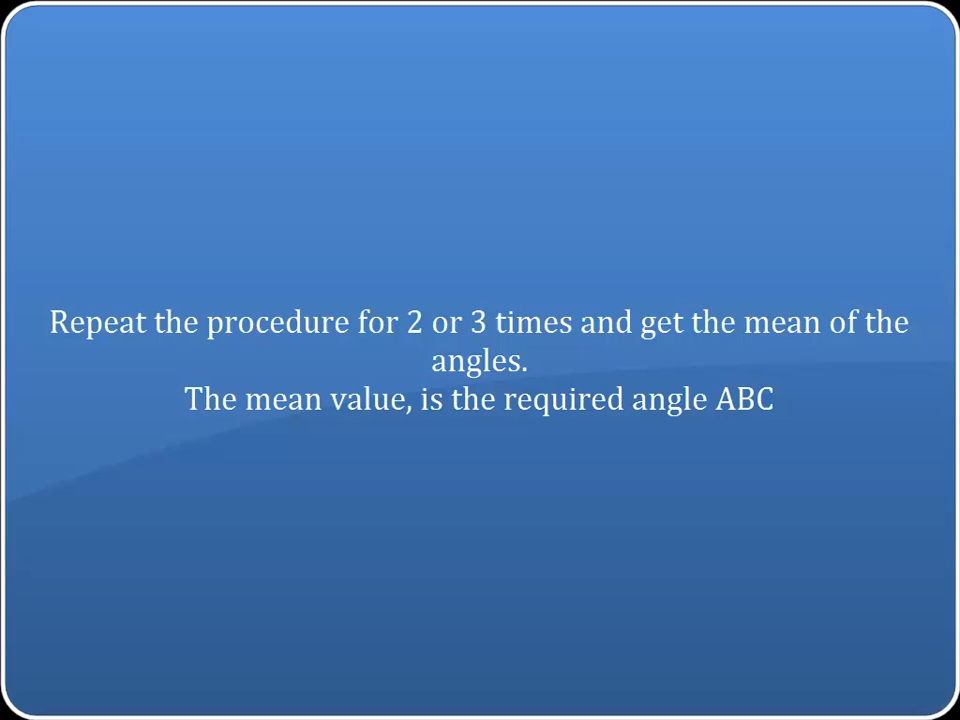 Repeat the procedure for 2 or 3 times and get the mean of the
angles.
The mean value, is the required angle ABC